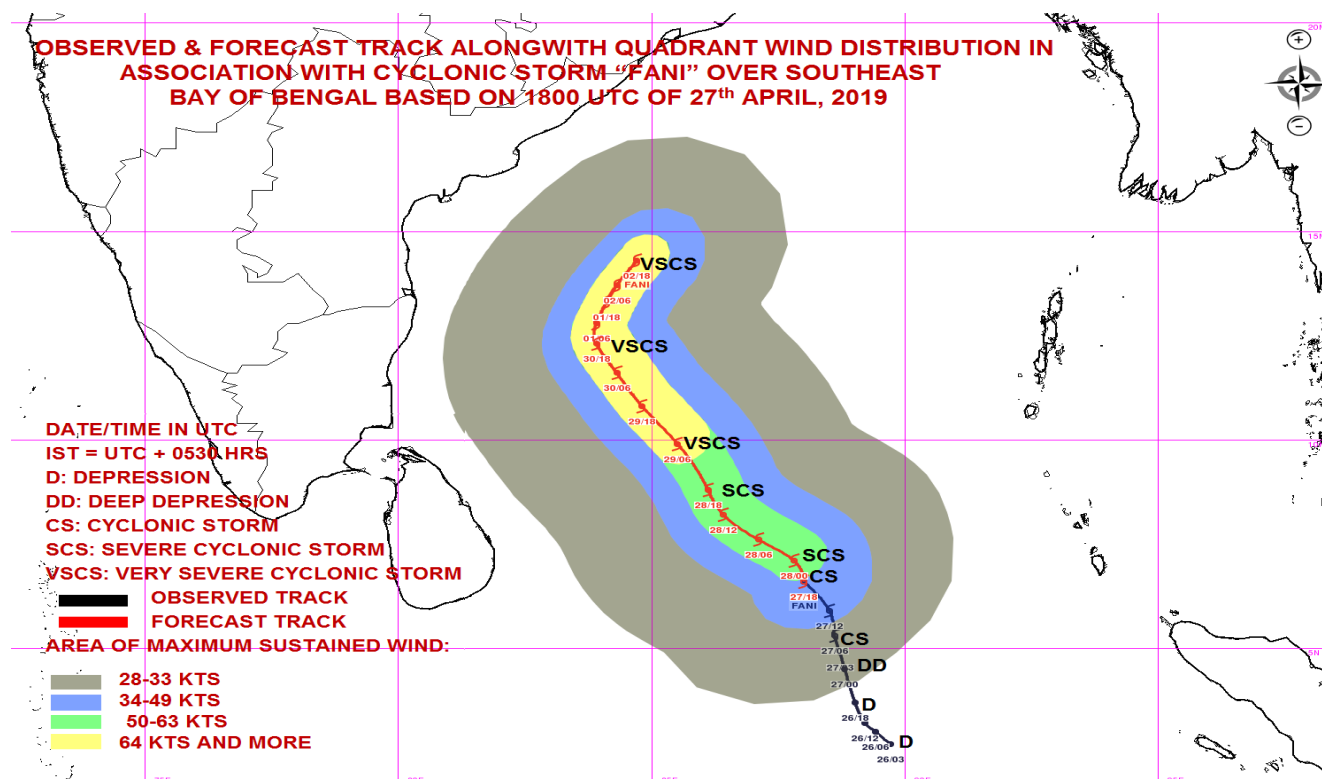 OBSERVED & FORECAST TRACK ALONGWITH QUADRANT WIND DISTRIBUTION IN
ASSOCIATION WITH CYCLONIC STORM “FANI” OVER SOUTHEAST
BAY OF BENGAL BASED ON 1800 UTC OF 27th APRIL, 2019
20N
15N
VSCS
02/18
FANI
02/06
01/18
01/06
VSCS
30/18
30/06
29/18
VSCS
29/06
SCS
28/18
28/12
28/06
SCS
28/00
CS
27/18
FANI
27/12
CS
27/06
27/03
DD
27/00
D
26/18
26/12
26/06
D
26/03
DATE/TIME IN UTC
IST = UTC + 0530 HRS
D: DEPRESSION
DD: DEEP DEPRESSION
CS: CYCLONIC STORM
SCS: SEVERE CYCLONIC STORM
VSCS: VERY SEVERE CYCLONIC STORM
OBSERVED TRACK
FORECAST TRACK
AREA OF MAXIMUM SUSTAINED WIND:
28-33 KTS
34-49 KTS
50-63 KTS
64 KTS AND MORE